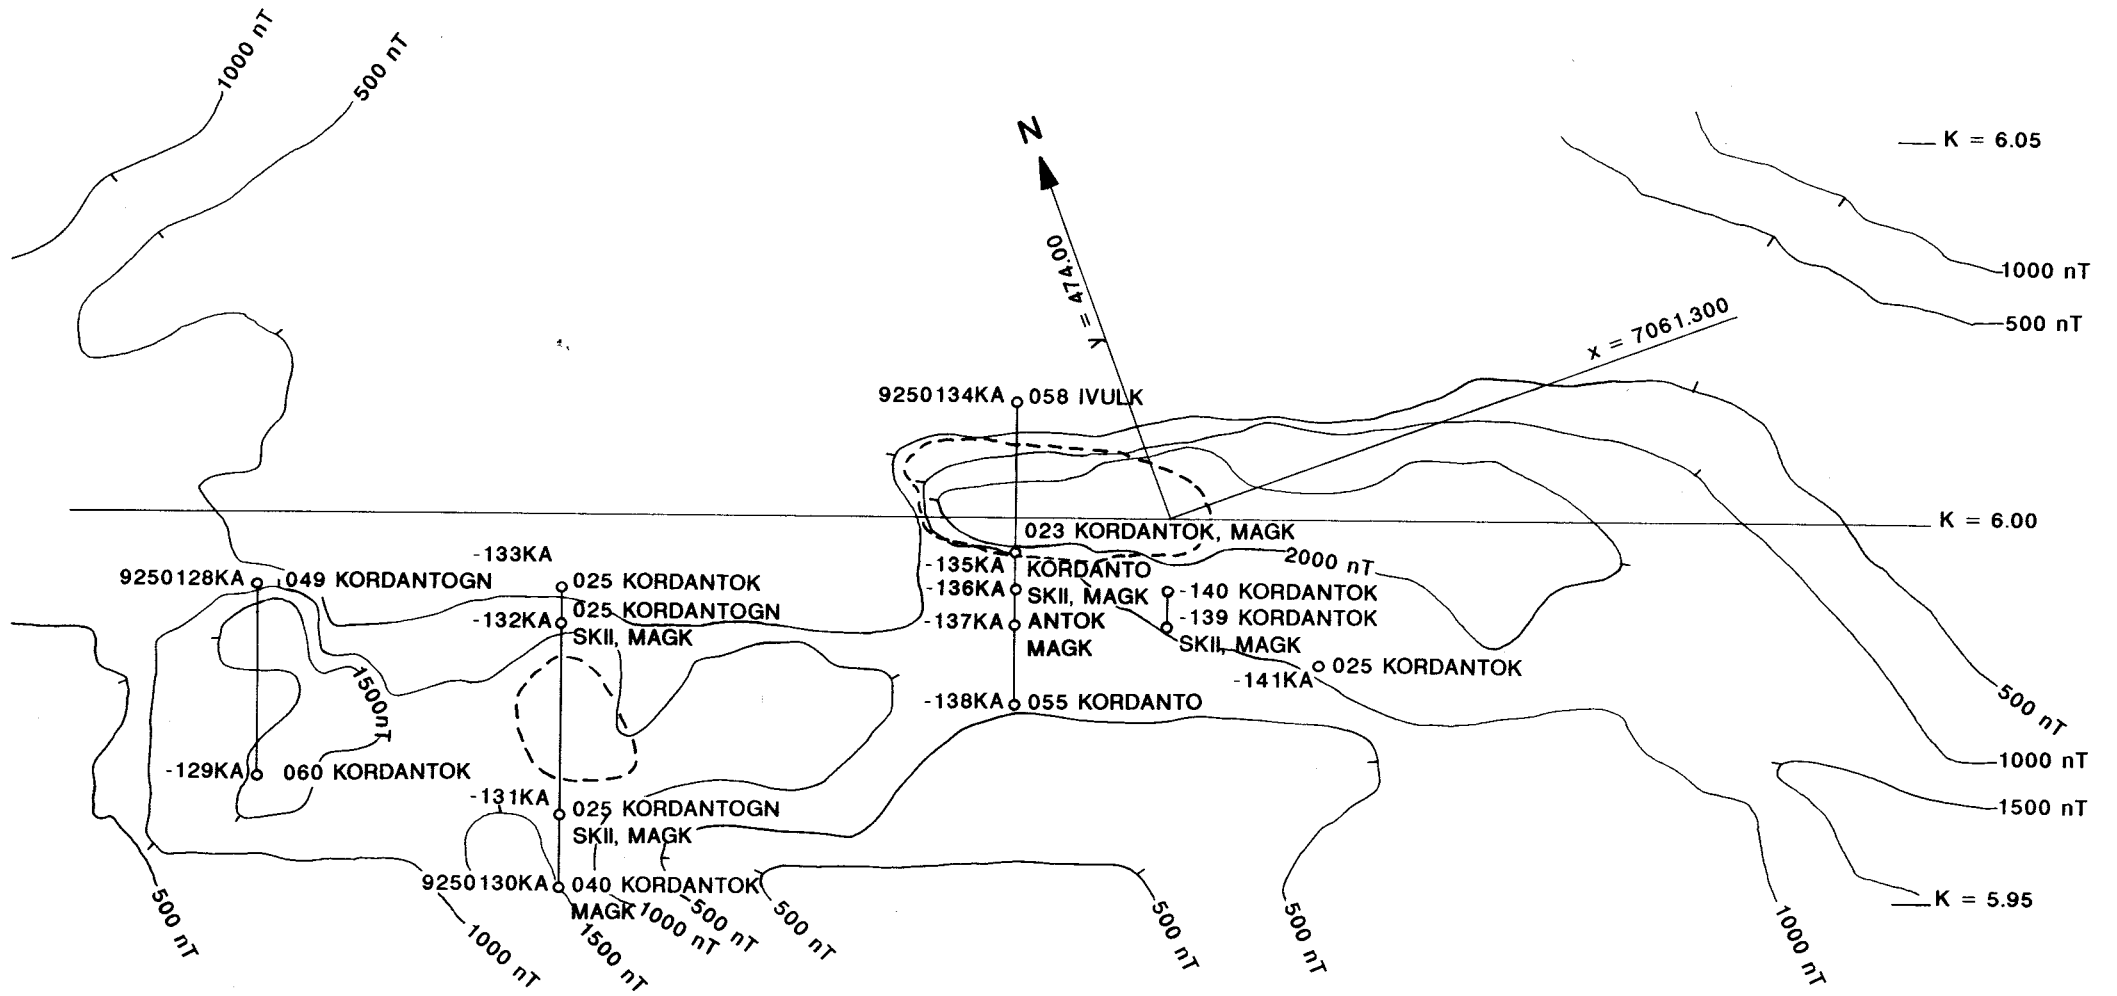 1000 nT
500 nT
N
K = 6.05
y = 474.00
1000 nT
x = 7061.300
500 nT
9250134KA 058 IVULK
K = 6.00
023 KORDANTOK, MAGK
2000 nT
-133KA
-135KA KORDANTO
9250128KA 049 KORDANTOGN
025 KORDANTOK
-136KA SKII, MAGK
-140 KORDANTOK
-132KA 025 KORDANTOGN
SKII, MAGK
-137KA ANTOK
MAGK
-139 KORDANTOK
SKII, MAGK
025 KORDANTOK
-141KA
1500nT
-138KA 055 KORDANTO
500 nT
-129KA 060 KORDANTOK
1000 nT
-131KA 025 KORDANTOGN
SKII, MAGK
1500 nT
9250130KA 040 KORDANTOK
MAGK
K = 5.95
500 nT
1000 nT
1500 nT
1000 nT
-500 nT
500 nT
500 nT
500 nT
1000 nT